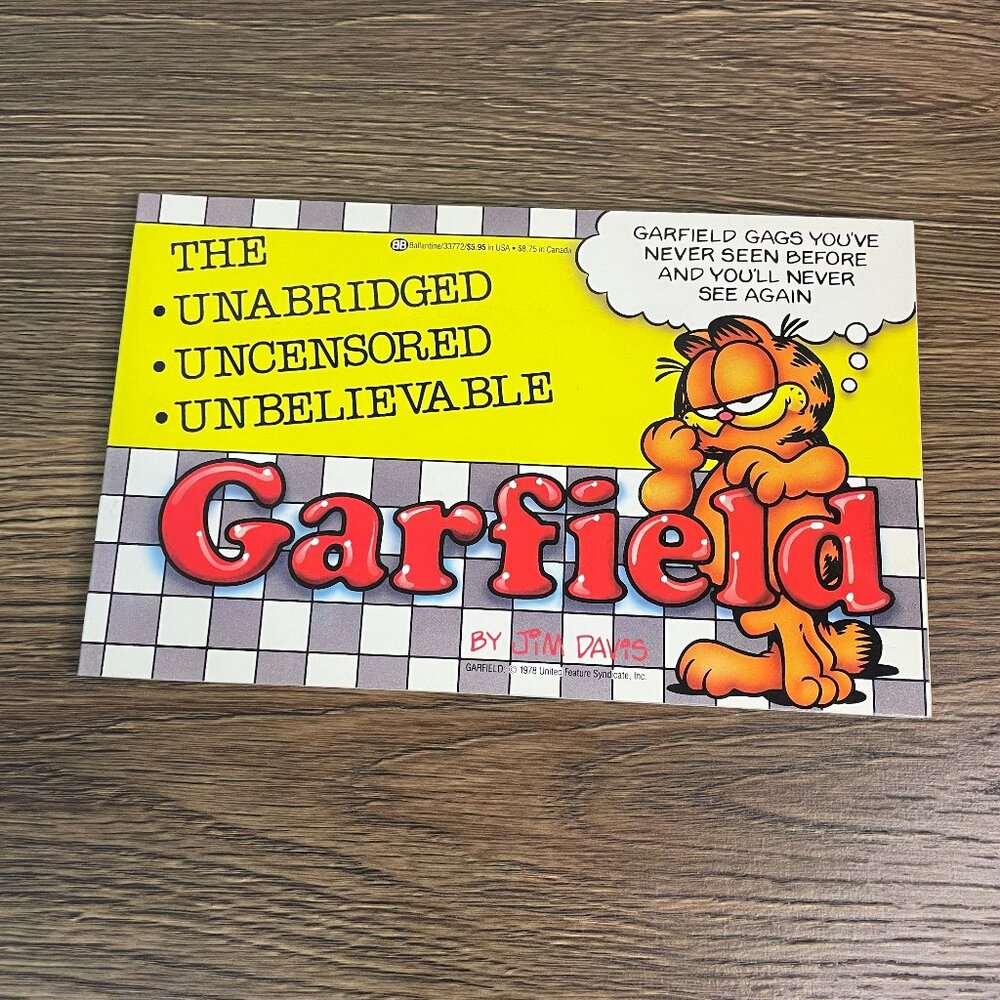 THE
• UNABRIDGED
• UNCENSORED
• UNBELIEVABLE
BB Ballantine/33772/$5.95 in USA • $8.75 in Canada
GARFIELD GAGS YOU'VE
NEVER SEEN BEFORE
AND YOU'LL NEVER
SEE AGAIN
Garfield
BY JIM DAVIS
GARFIELD: © 1978 United Feature Syndicate, Inc.